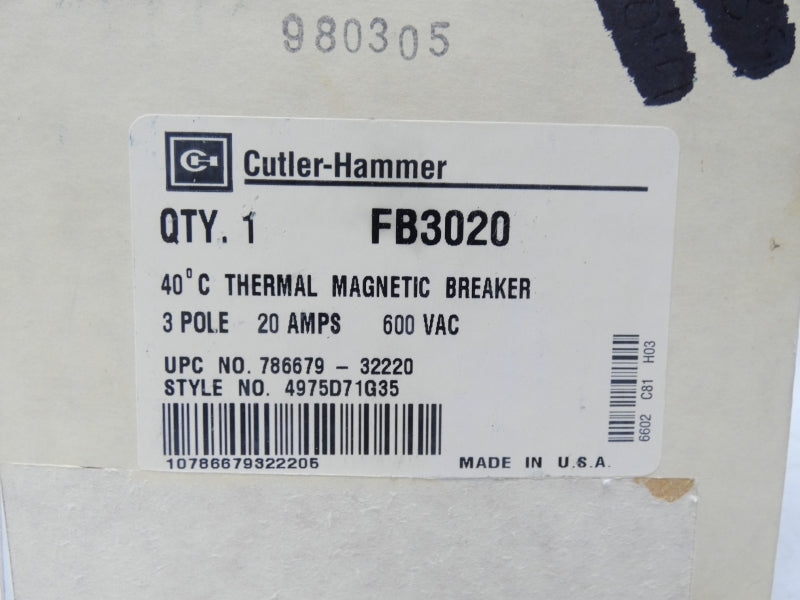 980305
Cutler-Hammer
QTY. 1 FB3020
40°C THERMAL MAGNETIC BREAKER
3 POLE 20 AMPS 600 VAC
UPC NO. 786679 - 32220
STYLE NO. 4975D71G35
10786679322205
MADE IN U.S.A.
6602 C81 H03